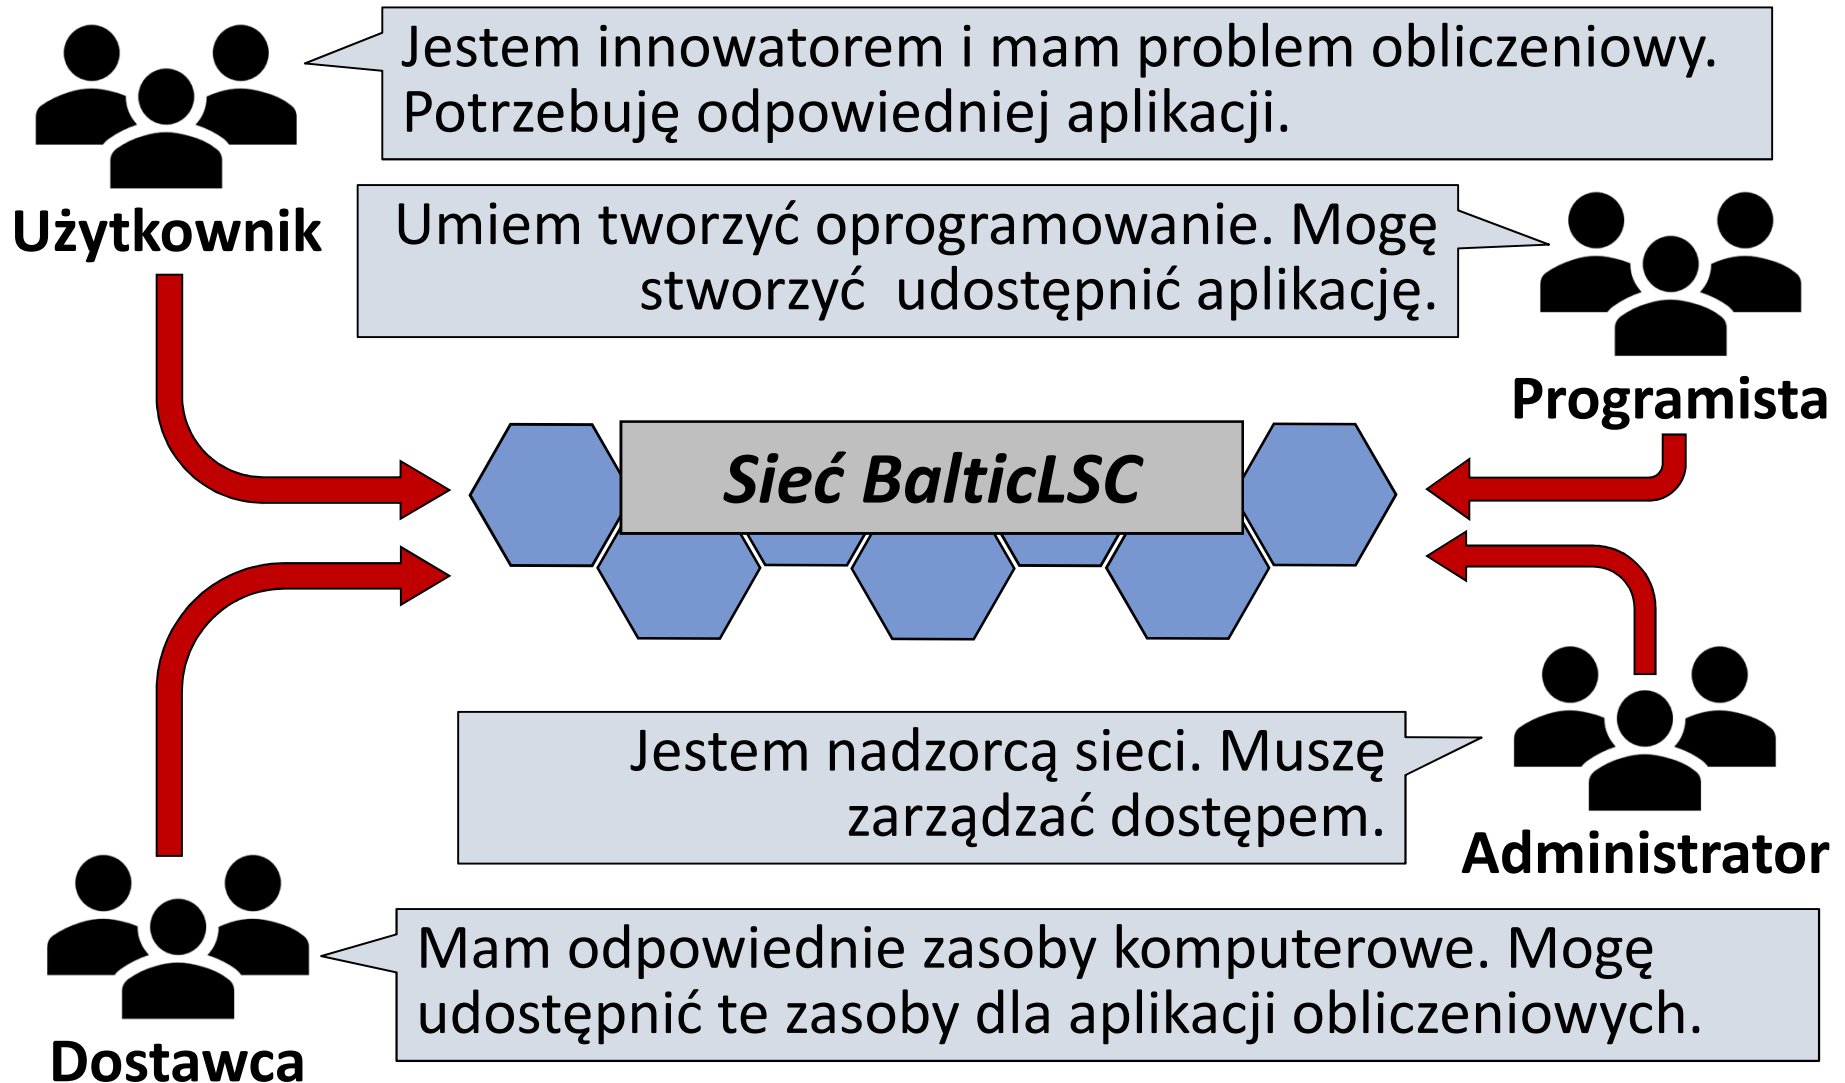 Jestem innowatorem i mam problem obliczeniowy.
Potrzebuję odpowiedniej aplikacji.
Użytkownik
Umiem tworzyć oprogramowanie. Mogę
stworzyć  udostępnić aplikację.
Programista
Sieć BalticLSC
Jestem nadzorcą sieci. Muszę
zarządzać dostępem.
Administrator
Mam odpowiednie zasoby komputerowe. Mogę
udostępnić te zasoby dla aplikacji obliczeniowych.
Dostawca